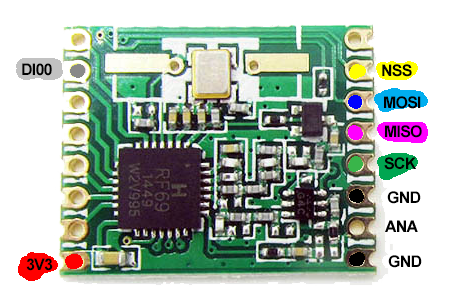 DI00
NSS
MOSI
MISO
SCK
GND
ANA
GND
3V3
H
RF69
1449
W2V995